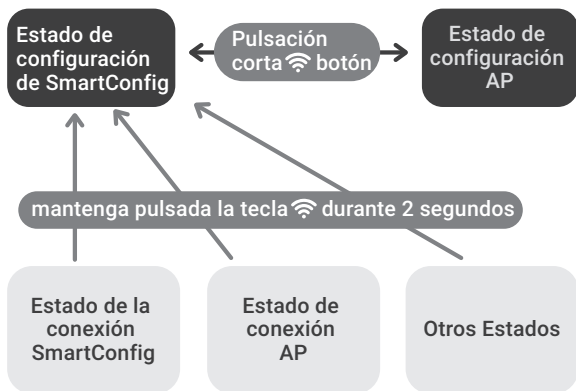 Estado de
configuración
de SmartConfig
Pulsación
corta botón
Estado de
configuración
AP
mantenga pulsada la tecla durante 2 segundos
Estado de la
conexión
SmartConfig
Estado de
conexión
AP
Otros Estados